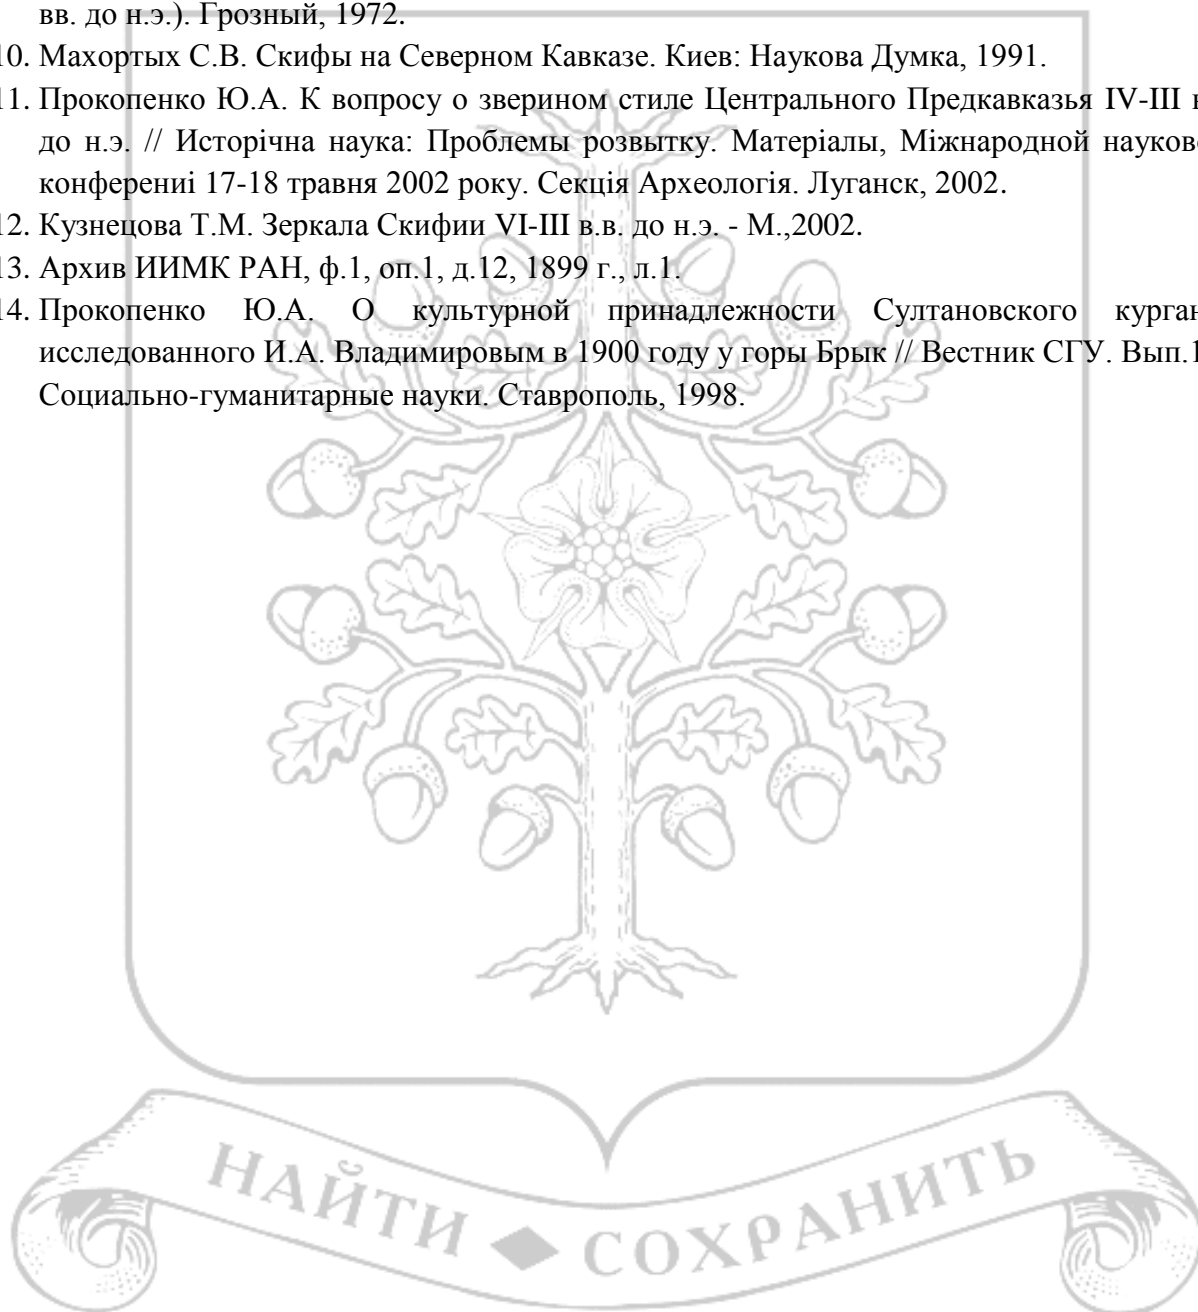 вв. до н.э.). Грозный, 1972.
10. Махортых С.В. Скифы на Северном Кавказе. Киев: Наукова Думка, 1991.
11. Прокопенко Ю.А. К вопросу о зверином стиле Центрального Предкавказья IV-III в
до н.э. // Исторічна наука: Проблемы розвытку. Матеріалы, Міжнародной науково
конферениі 17-18 травня 2002 року. Секція Археологія. Луганск, 2002.
12. Кузнецова Т.М. Зеркала Скифии VI-III в.в. до н.э. - М.,2002.
13. Архив ИИМК РАН, ф.1, оп.1, д.12, 1899 г., л.1.
14. Прокопенко Ю.А. О культурной принадлежности Султановского курган
исследованного И.А. Владимировым в 1900 году у горы Брык // Вестник СГУ. Вып.1
Социально-гуманитарные науки. Ставрополь, 1998.
НАЙТИ ◆ СОХРАНИТЬ